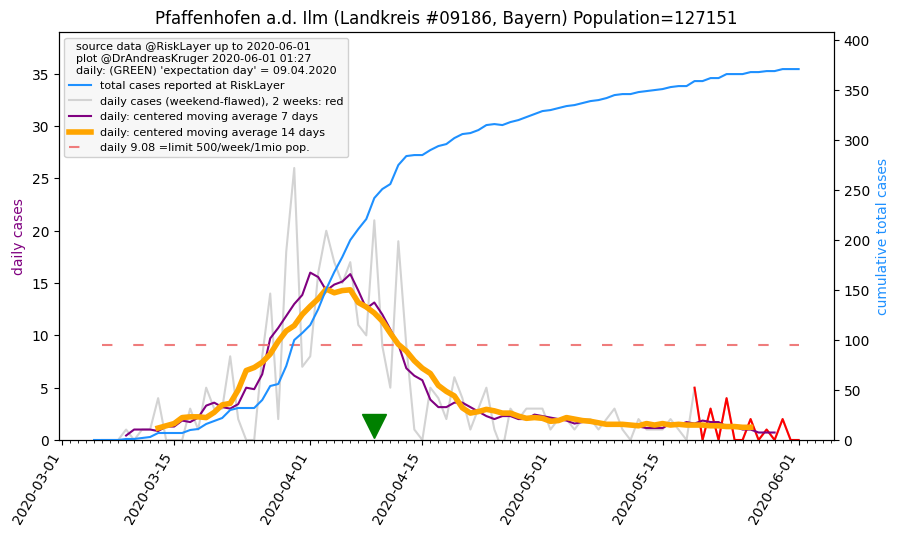 Pfaffenhofen a.d. Ilm (Landkreis #09186, Bayern) Population=127151
source data @RiskLayer up to 2020-06-01
plot @DrAndreasKruger 2020-06-01 01:27
daily: (GREEN) 'expectation day' = 09.04.2020
total cases reported at RiskLayer
daily cases (weekend-flawed), 2 weeks: red
daily: centered moving average 7 days
daily: centered moving average 14 days
daily 9.08 =limit 500/week/1mio pop.
daily cases
35
30
25
20
15
10
5
0
400
350
300
250
200
150
100
50
0
cumulative total cases
2020-03-01
2020-03-15
2020-04-01
2020-04-15
2020-05-01
2020-05-15
2020-06-01